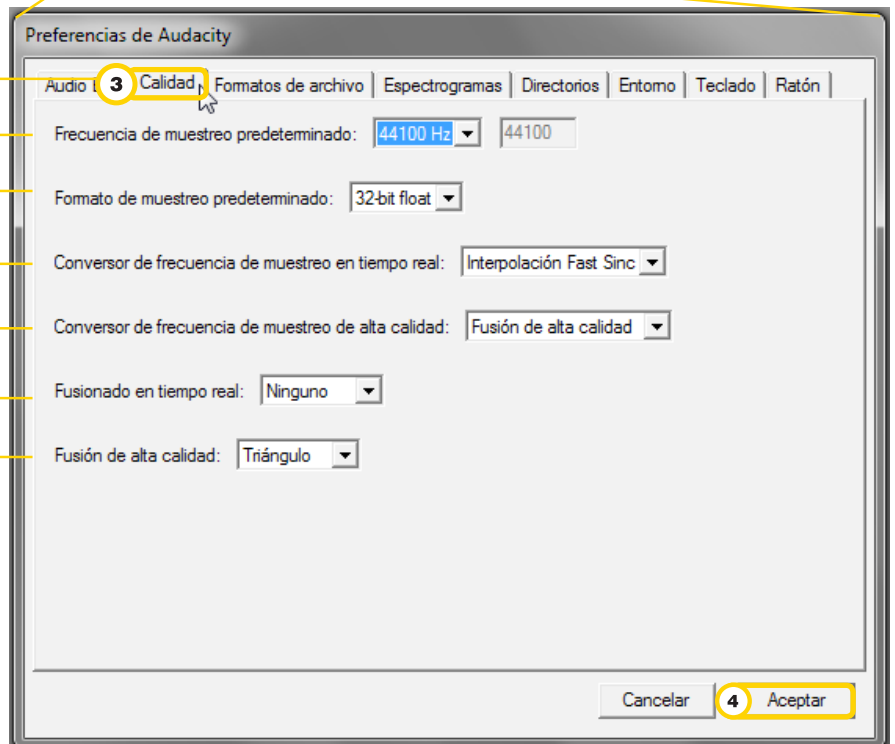 Preferencias de Audacity
Audio 3 Calidad Formatos de archivo Espectrogramas Directorios Entorno Teclado Ratón
Frecuencia de muestreo predeterminado: 44100 Hz 44100
Formato de muestreo predeterminado: 32-bit float
Conversor de frecuencia de muestreo en tiempo real: Interpolación Fast Sinc
Conversor de frecuencia de muestreo de alta calidad: Fusión de alta calidad
Fusionado en tiempo real: Ninguno
Fusión de alta calidad: Triángulo
Cancelar 4 Aceptar